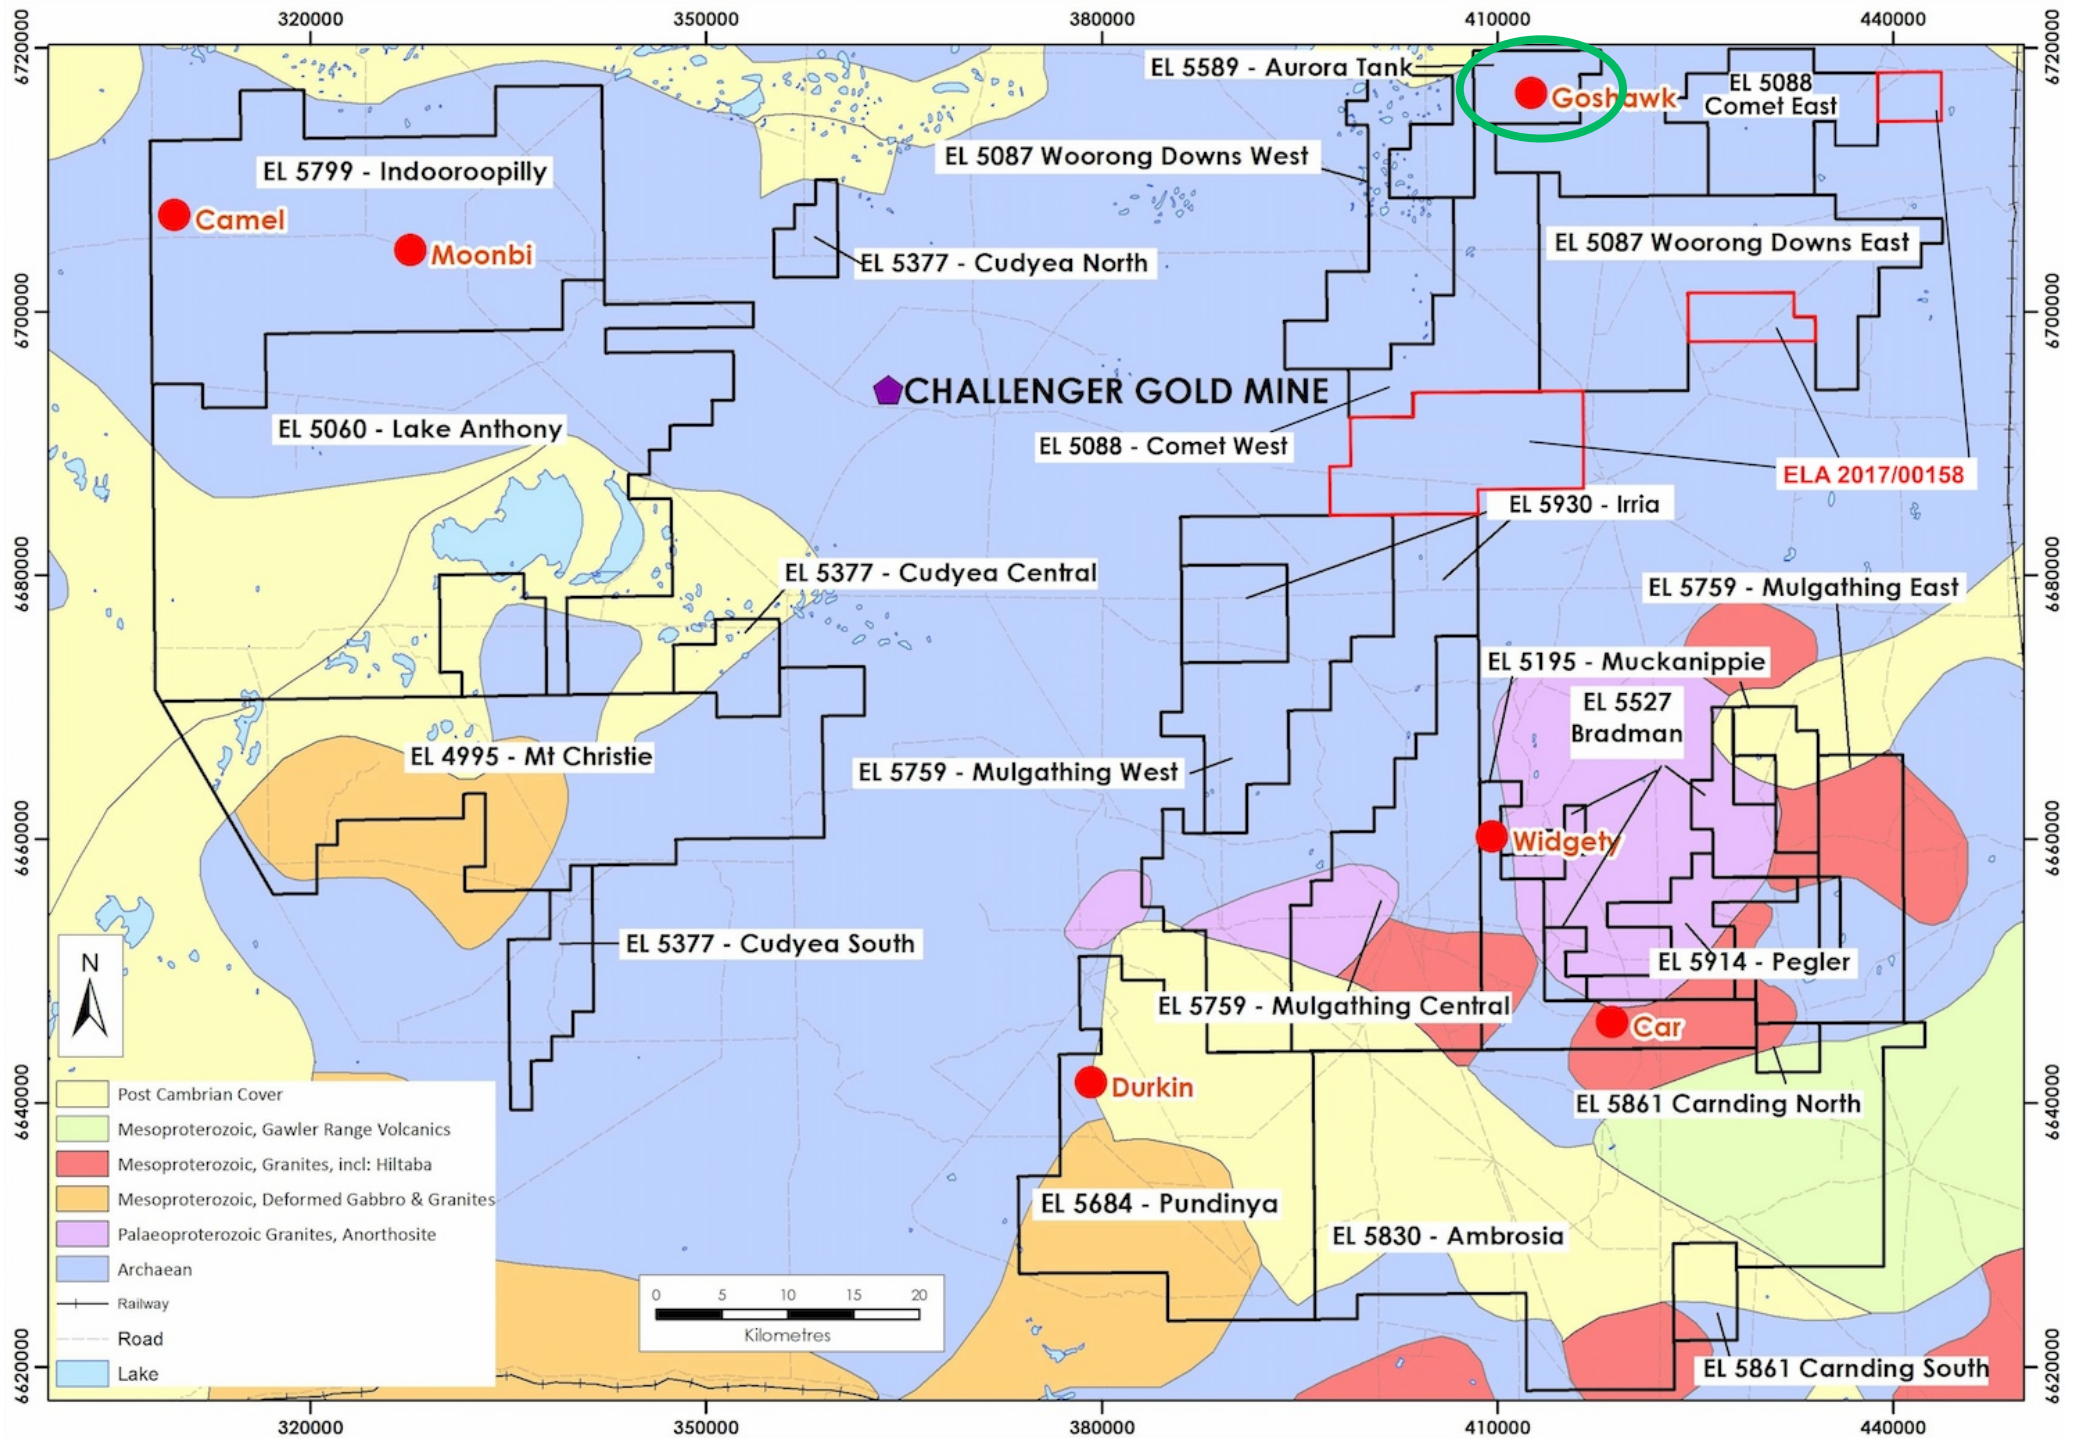 320000
350000
380000
410000
440000
6720000
6720000
EL 5589 - Aurora Tank
Goshawk
EL 5088
Comet East
EL 5087 Woorong Downs West
EL 5799 - Indooroopilly
Camel
Moonbi
EL 5377 - Cudyea North
EL 5087 Woorong Downs East
6700000
6700000
CHALLENGER GOLD MINE
EL 5060 - Lake Anthony
EL 5088 - Comet West
ELA 2017/00158
EL 5930 - Irria
6680000
6680000
EL 5377 - Cudyea Central
EL 5759 - Mulgathing East
EL 5195 - Muckanippie
EL 5527
Bradman
EL 4995 - Mt Christie
EL 5759 - Mulgathing West
6660000
6660000
Widgety
EL 5377 - Cudyea South
EL 5914 - Pegler
EL 5759 - Mulgathing Central
N
Car
Durkin
6640000
6640000
EL 5861 Carnding North
Post Cambrian Cover
Mesoproterozoic, Gawler Range Volcanics
Mesoproterozoic, Granites, incl: Hiltaba
Mesoproterozoic, Deformed Gabbro & Granites
Palaeoproterozoic Granites, Anorthosite
Archaean
Railway
Road
Lake
EL 5684 - Pundinya
EL 5830 - Ambrosia
0 5 10 15 20
Kilometres
EL 5861 Carnding South
6620000
6620000
320000
350000
380000
410000
440000